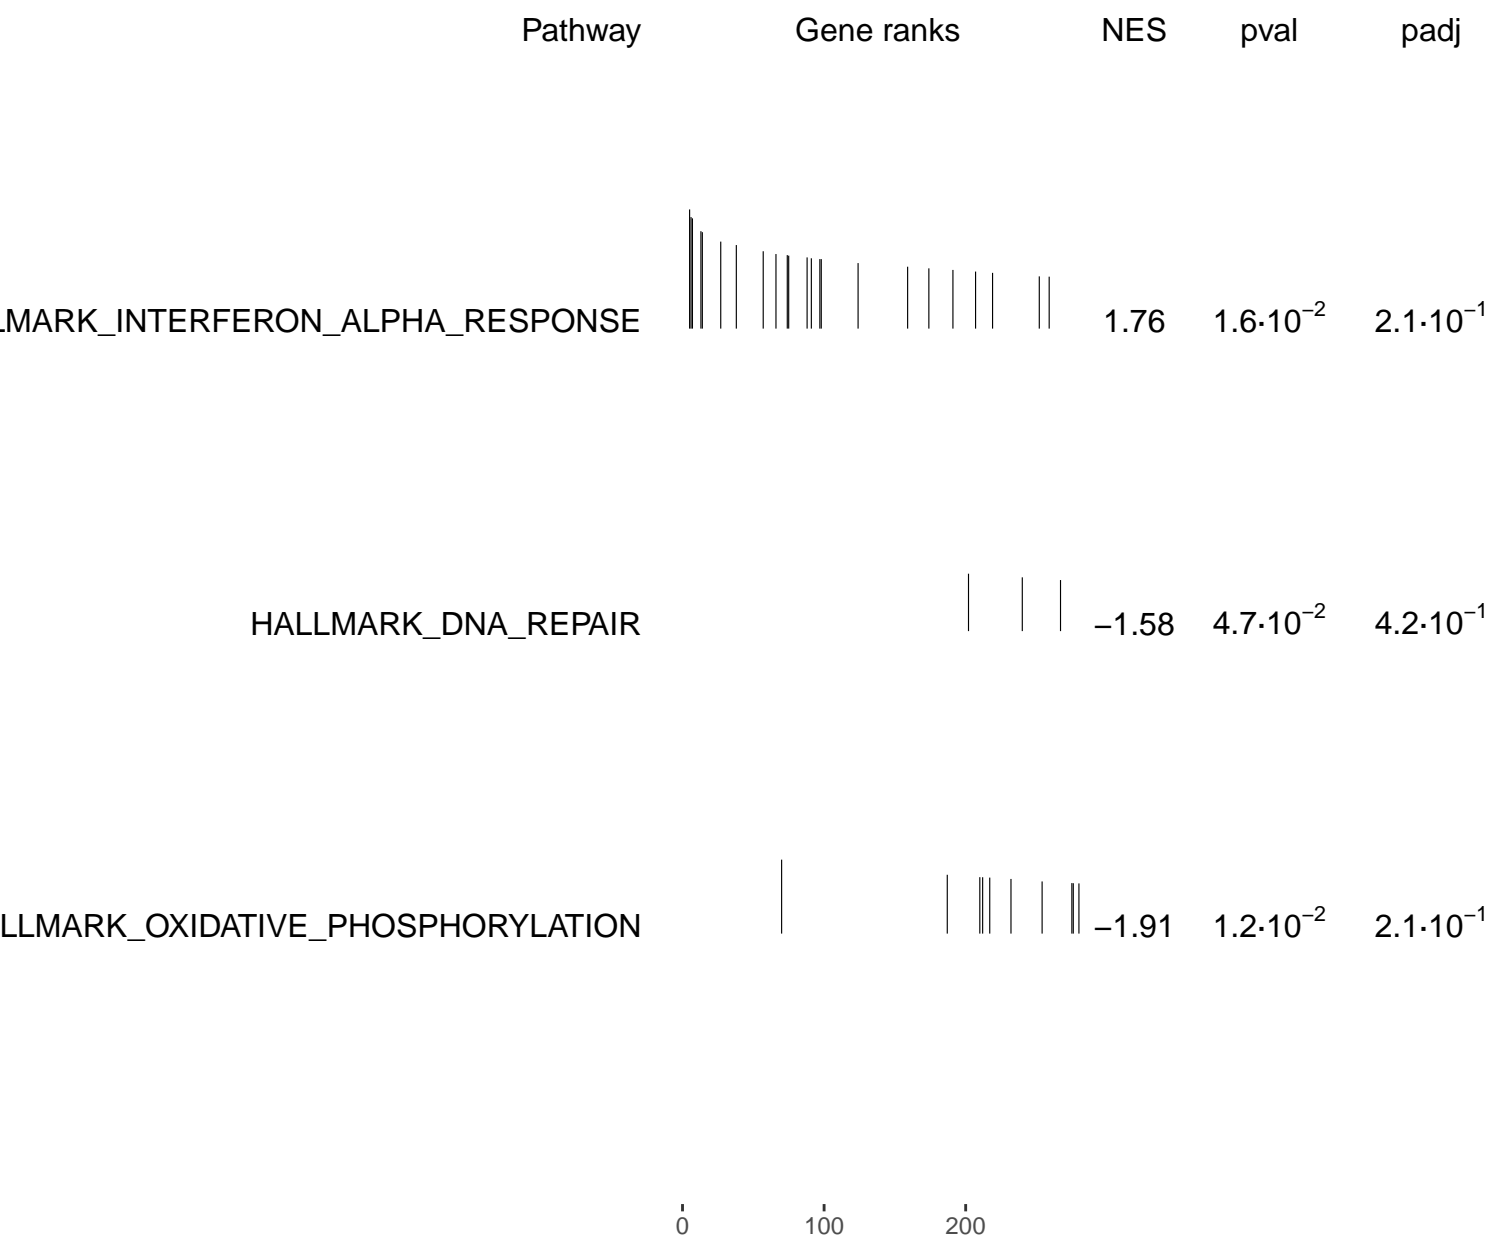 Pathway Gene ranks NES pval padj
LMARK_INTERFERON_ALPHA_RESPONSE 1.76 1.6·10⁻² 2.1·10⁻¹
HALLMARK_DNA_REPAIR −1.58 4.7·10⁻² 4.2·10⁻¹
LLMARK_OXIDATIVE_PHOSPHORYLATION −1.91 1.2·10⁻² 2.1·10⁻¹
0 100 200